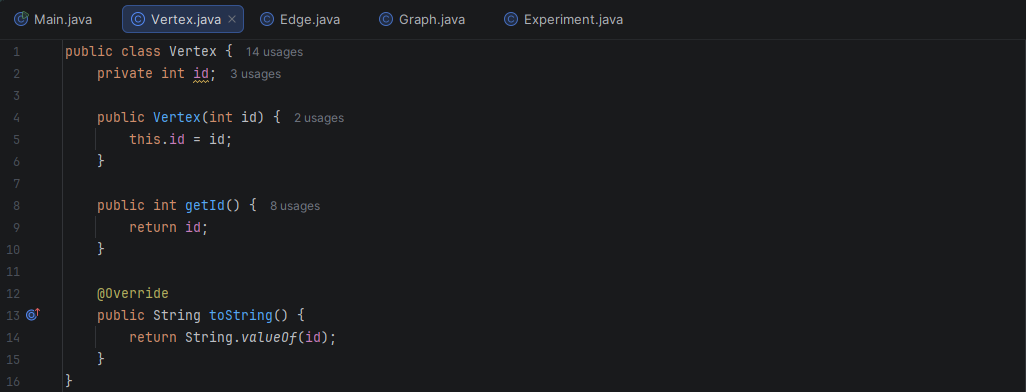 Main.java Vertex.java × Edge.java Graph.java Experiment.java
1 public class Vertex { 14 usages
2     private int id; 3 usages
3
4     public Vertex(int id) { 2 usages
5         this.id = id;
6     }
7
8     public int getId() { 8 usages
9         return id;
10     }
11
12     @Override
13     public String toString() {
14         return String.valueOf(id);
15     }
16 }